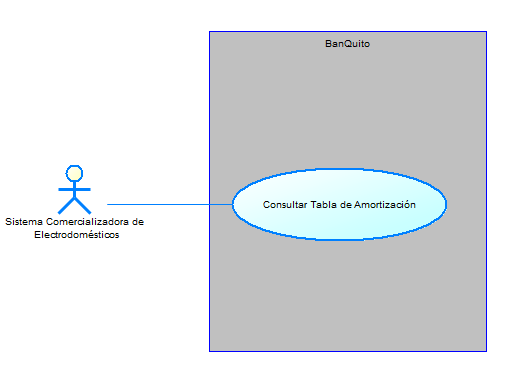 BanQuito
Consultar Tabla de Amortización
Sistema Comercializadora de
Electrodomésticos